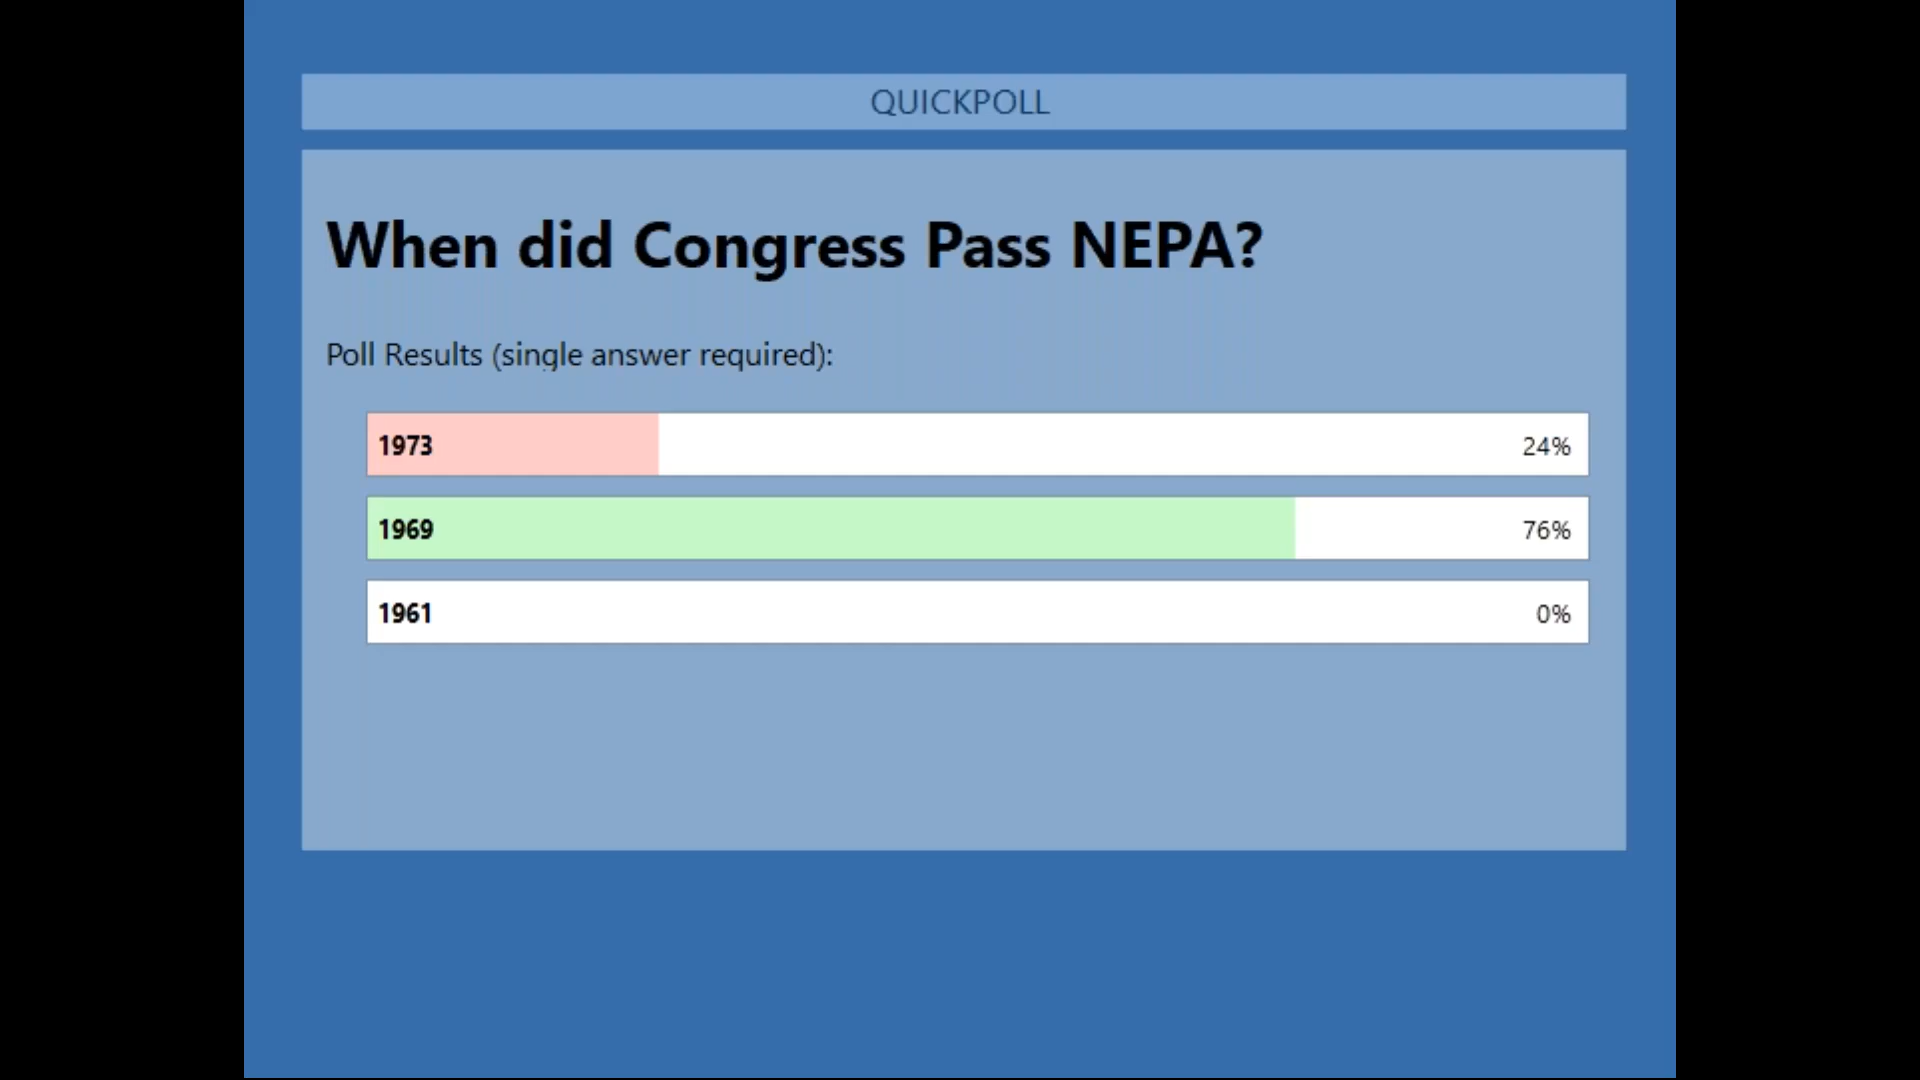 QUICKPOLL
When did Congress Pass NEPA?
Poll Results (single answer required):
1973 24%
1969 76%
1961 0%